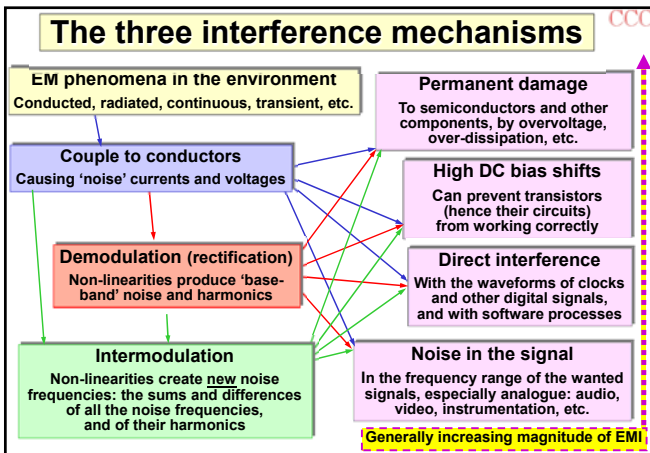 The three interference mechanisms
CCC
EM phenomena in the environment
Conducted, radiated, continuous, transient, etc.
Couple to conductors
Causing ‘noise’ currents and voltages
Demodulation (rectification)
Non-linearities produce ‘base-
band’ noise and harmonics
Intermodulation
Non-linearities create new noise
frequencies: the sums and differences
of all the noise frequencies,
and of their harmonics
Permanent damage
To semiconductors and other
components, by overvoltage,
over-dissipation, etc.
High DC bias shifts
Can prevent transistors
(hence their circuits)
from working correctly
Direct interference
With the waveforms of clocks
and other digital signals,
and with software processes
Noise in the signal
In the frequency range of the wanted
signals, especially analogue: audio,
video, instrumentation, etc.
Generally increasing magnitude of EMI